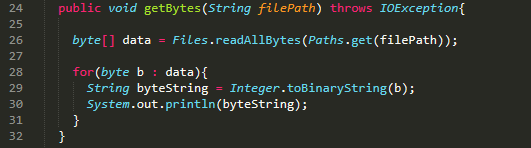 24 public void getBytes(String filePath) throws IOException{
25
26 byte[] data = Files.readAllBytes(Paths.get(filePath));
27
28 for(byte b : data){
29 String byteString = Integer.toBinaryString(b);
30 System.out.println(byteString);
31 }
32 }